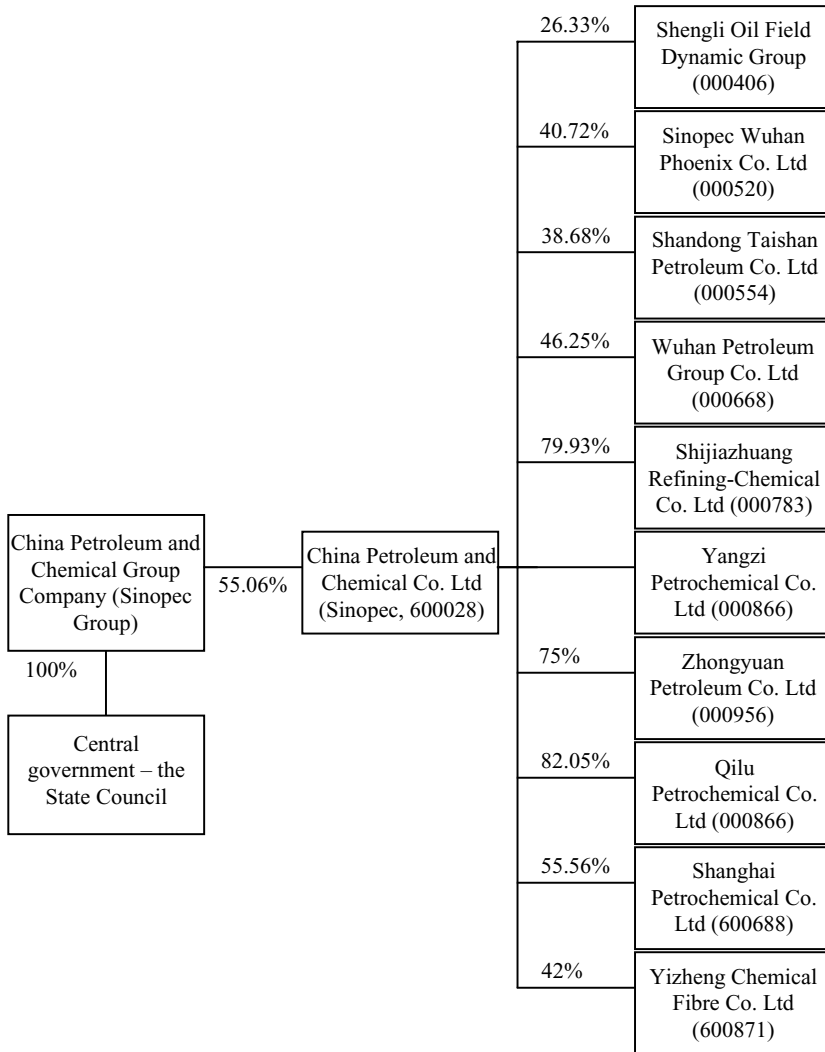 26.33%
Shengli Oil Field
Dynamic Group
(000406)
40.72%
Sinopec Wuhan
Phoenix Co. Ltd
(000520)
38.68%
Shandong Taishan
Petroleum Co. Ltd
(000554)
46.25%
Wuhan Petroleum
Group Co. Ltd
(000668)
79.93%
Shijiazhuang
Refining-Chemical
Co. Ltd (000783)
China Petroleum and
Chemical Group
Company (Sinopec
Group)
55.06%
China Petroleum and
Chemical Co. Ltd
(Sinopec, 600028)
Yangzi
Petrochemical Co.
Ltd (000866)
100%
Central
government – the
State Council
75%
Zhongyuan
Petroleum Co. Ltd
(000956)
82.05%
Qilu
Petrochemical Co.
Ltd (000866)
55.56%
Shanghai
Petrochemical Co.
Ltd (600688)
42%
Yizheng Chemical
Fibre Co. Ltd
(600871)